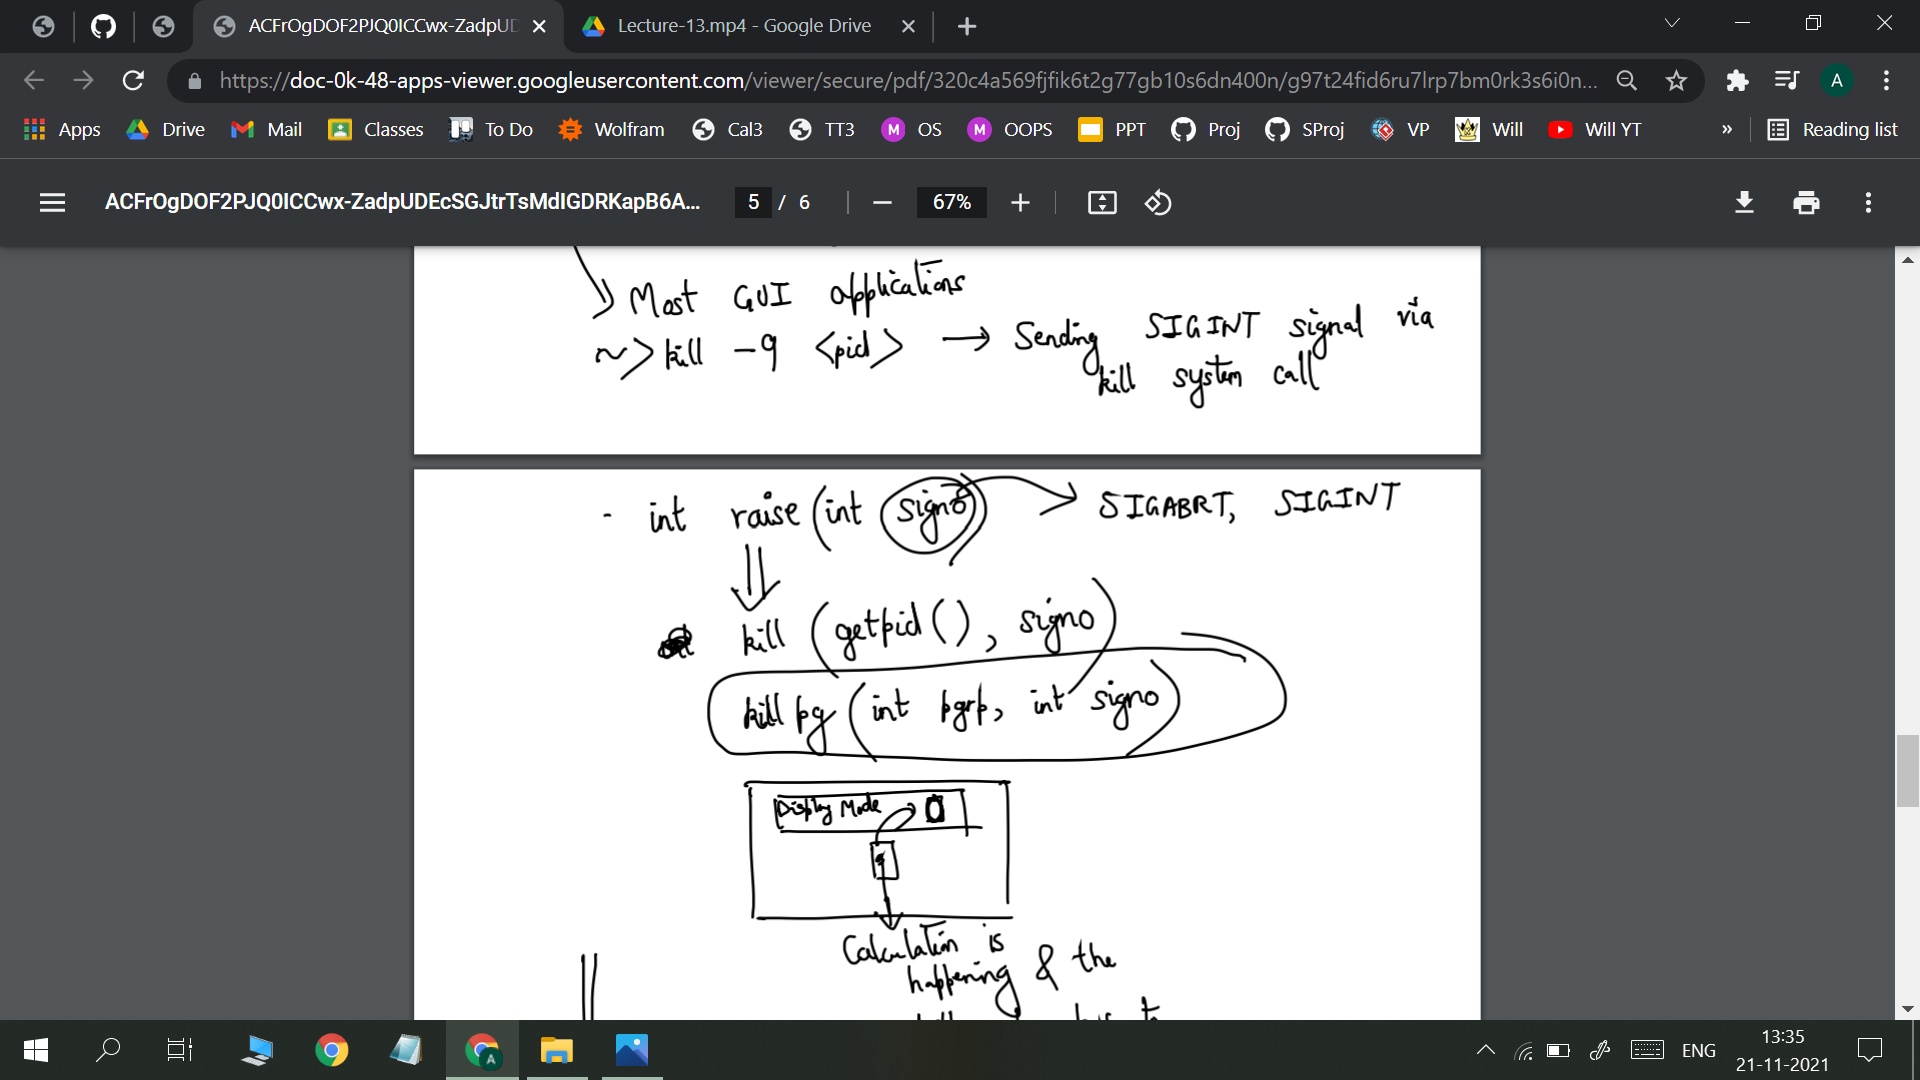 ACFrOgDOF2PJQ0ICCwx-ZadpUD
Lecture-13.mp4 - Google Drive
https://doc-0k-48-apps-viewer.googleusercontent.com/viewer/secure/pdf/320c4a569fjfik6t2g77gb10s6dn400n/g97t24fid6ru7lrp7bm0rk3s6i0n... A
Apps Drive Mail Classes To Do Wolfram Cal3 TT3 M OS M OOPS PPT Proj SProj VP Will Will YT » Reading list
ACFrOgDOF2PJQ0ICCwx-ZadpUDEcSGJtrTsMdIGDRKapB6A... 5 / 6 67%
Most GUI applications
~> kill -9 <pid> → Sending SIGINT signal via
kill system call
- int raise (int signo) → SIGABRT, SIGINT
kill (getpid(), signo)
killpg (int pgrp, int signo)
Display Mode 0
Calculation is
happening & the
A
ENG
13:35
21-11-2021